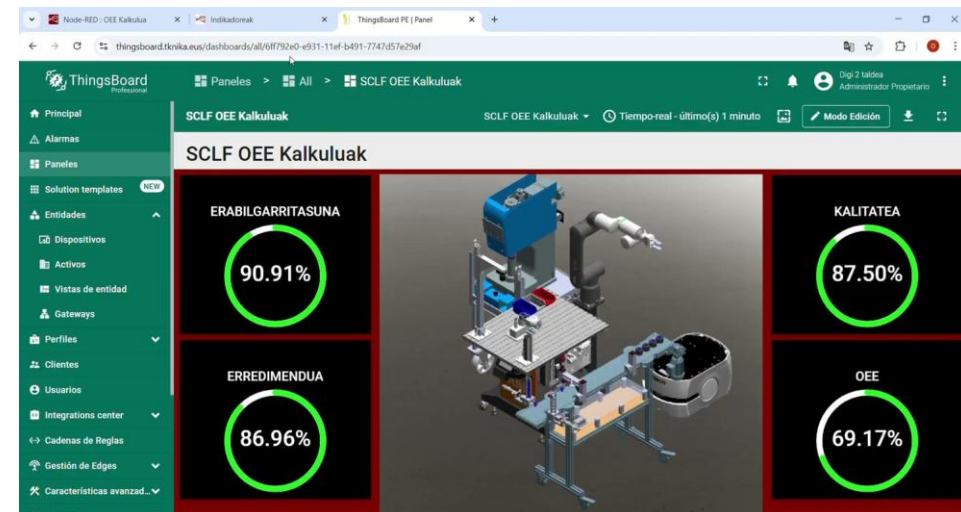 Node-RED : OEE Kalkulua
Indikadoreak
ThingsBoard PE | Panel
thingsboard.tknika.eus/dashboards/all/6ff792e0-e931-11ef-b491-7747d57e29af
ThingsBoard
Professional
Paneles > All > SCLF OEE Kalkuluak
Digi 2 taldea
Administrador Propietario
Principal
Alarmas
Paneles
Solution templates NEW
Entidades
Dispositivos
Activos
Vistas de entidad
Gateways
Perfiles
Clientes
Usuarios
Integrations center
Cadenas de Reglas
Gestión de Edges
Características avanzad...
SCLF OEE Kalkuluak
SCLF OEE Kalkuluak
Tiempo-real - último(s) 1 minuto
Modo Edición
SCLF OEE Kalkuluak
ERABILGARRITASUNA
90.91%
KALITATEA
87.50%
ERREDIMENDUA
86.96%
OEE
69.17%